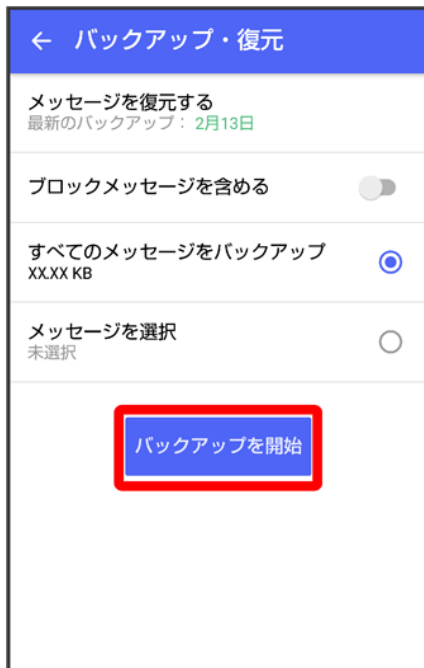 ← バックアップ・復元
メッセージを復元する
最新のバックアップ： 2月13日
ブロックメッセージを含める
すべてのメッセージをバックアップ
XX.XX KB
メッセージを選択
未選択
バックアップを開始